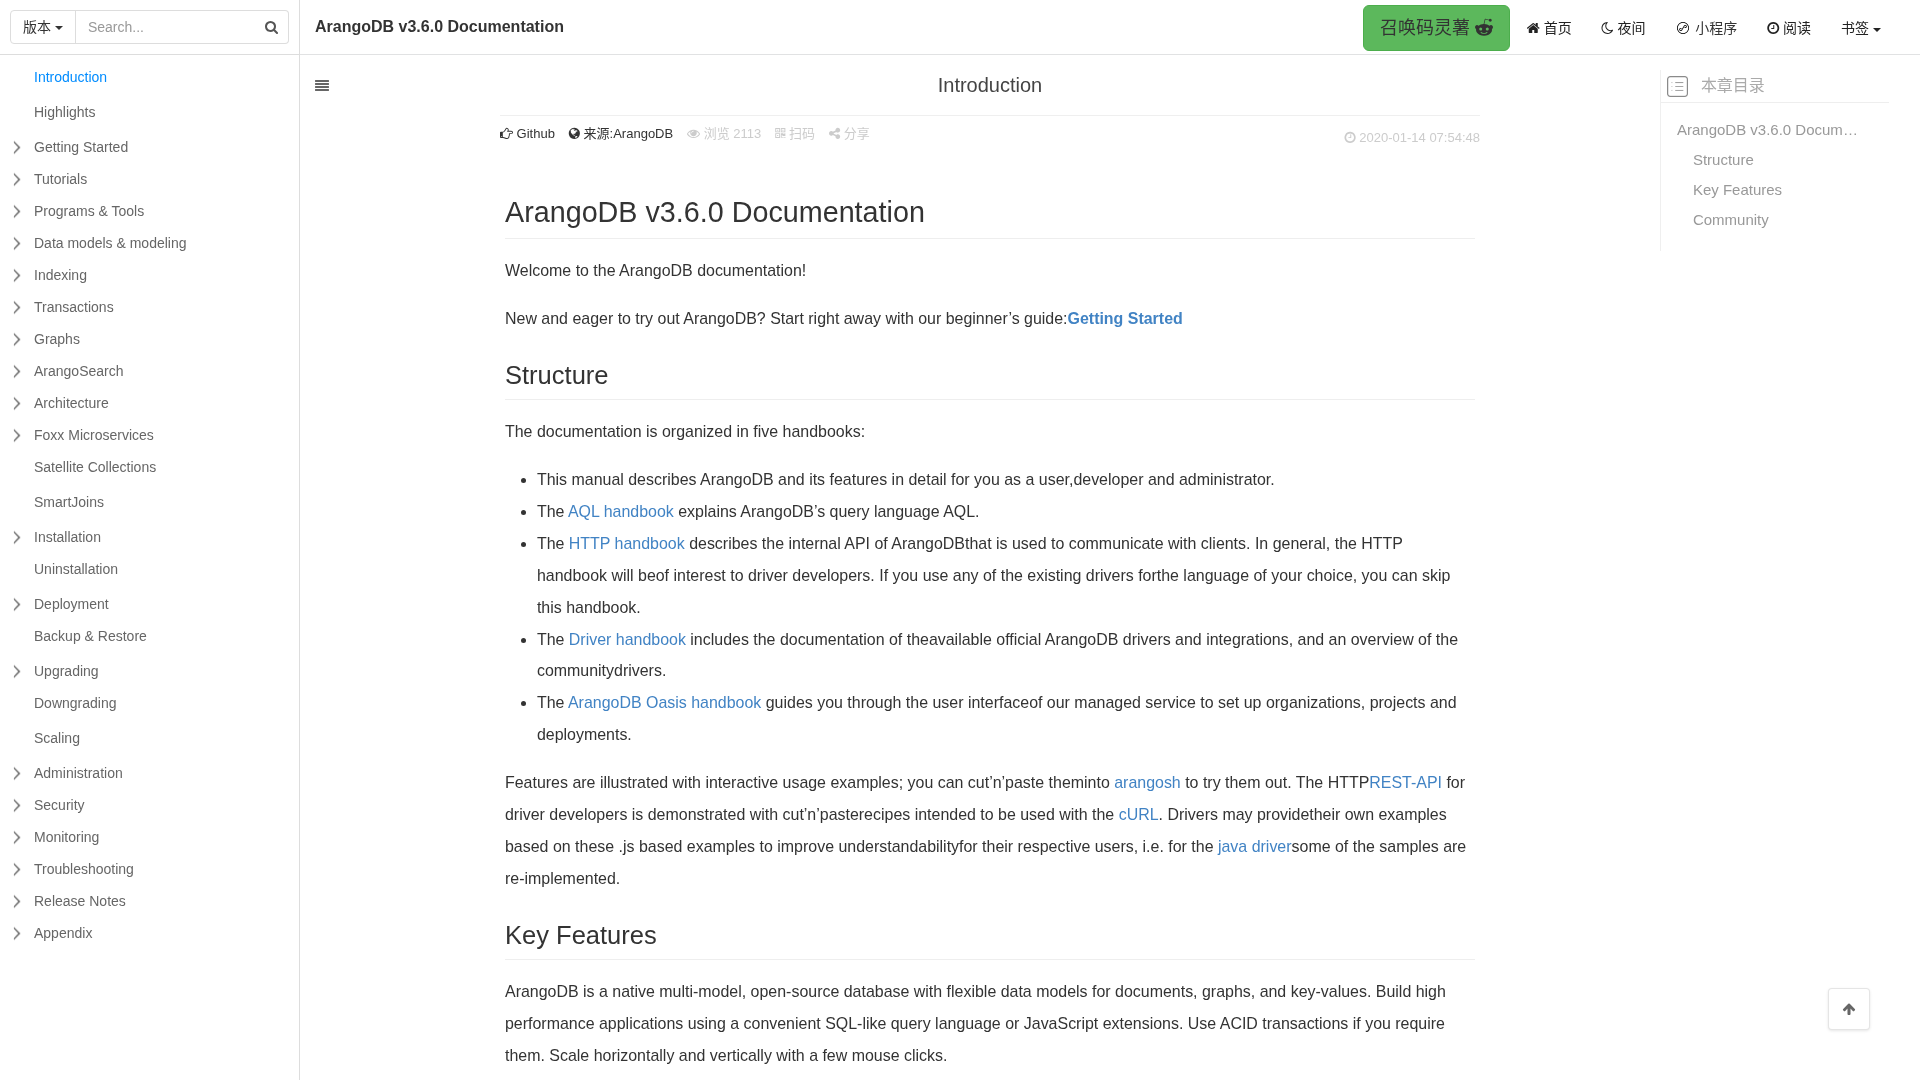 版本
Search...
ArangoDB v3.6.0 Documentation
召唤码灵薯
首页
夜间
小程序
阅读
书签
Introduction
Highlights
Getting Started
Tutorials
Programs & Tools
Data models & modeling
Indexing
Transactions
Graphs
ArangoSearch
Architecture
Foxx Microservices
Satellite Collections
SmartJoins
Installation
Uninstallation
Deployment
Backup & Restore
Upgrading
Downgrading
Scaling
Administration
Security
Monitoring
Troubleshooting
Release Notes
Appendix
Introduction
Github 来源:ArangoDB 浏览 2113 扫码 分享
2020-01-14 07:54:48
ArangoDB v3.6.0 Documentation
Welcome to the ArangoDB documentation!
New and eager to try out ArangoDB? Start right away with our beginner’s guide:Getting Started
Structure
The documentation is organized in five handbooks:
This manual describes ArangoDB and its features in detail for you as a user,developer and administrator.
The AQL handbook explains ArangoDB’s query language AQL.
The HTTP handbook describes the internal API of ArangoDBthat is used to communicate with clients. In general, the HTTP
handbook will beof interest to driver developers. If you use any of the existing drivers forthe language of your choice, you can skip
this handbook.
The Driver handbook includes the documentation of theavailable official ArangoDB drivers and integrations, and an overview of the
communitydrivers.
The ArangoDB Oasis handbook guides you through the user interfaceof our managed service to set up organizations, projects and
deployments.
Features are illustrated with interactive usage examples; you can cut’n’paste theminto arangosh to try them out. The HTTPREST-API for
driver developers is demonstrated with cut’n’pasterecipes intended to be used with the cURL. Drivers may providetheir own examples
based on these .js based examples to improve understandabilityfor their respective users, i.e. for the java driversome of the samples are
re-implemented.
Key Features
ArangoDB is a native multi-model, open-source database with flexible data models for documents, graphs, and key-values. Build high
performance applications using a convenient SQL-like query language or JavaScript extensions. Use ACID transactions if you require
them. Scale horizontally and vertically with a few mouse clicks.
本章目录
ArangoDB v3.6.0 Docum…
Structure
Key Features
Community